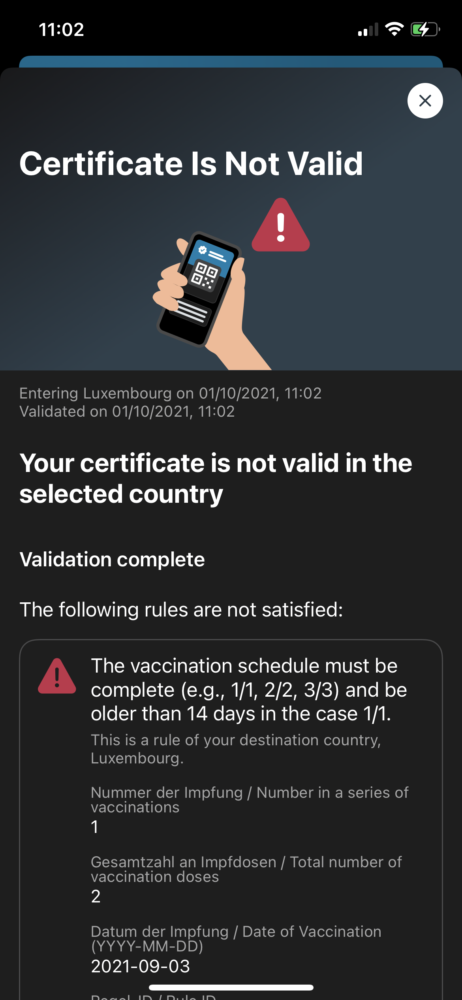 11:02
Certificate Is Not Valid
Entering Luxembourg on 01/10/2021, 11:02
Validated on 01/10/2021, 11:02
Your certificate is not valid in the
selected country
Validation complete
The following rules are not satisfied:
The vaccination schedule must be
complete (e.g., 1/1, 2/2, 3/3) and be
older than 14 days in the case 1/1.
This is a rule of your destination country,
Luxembourg.
Nummer der Impfung / Number in a series of
vaccinations
1
Gesamtzahl an Impfdosen / Total number of
vaccination doses
2
Datum der Impfung / Date of Vaccination
(YYYY-MM-DD)
2021-09-03
Regel-ID / Rule ID